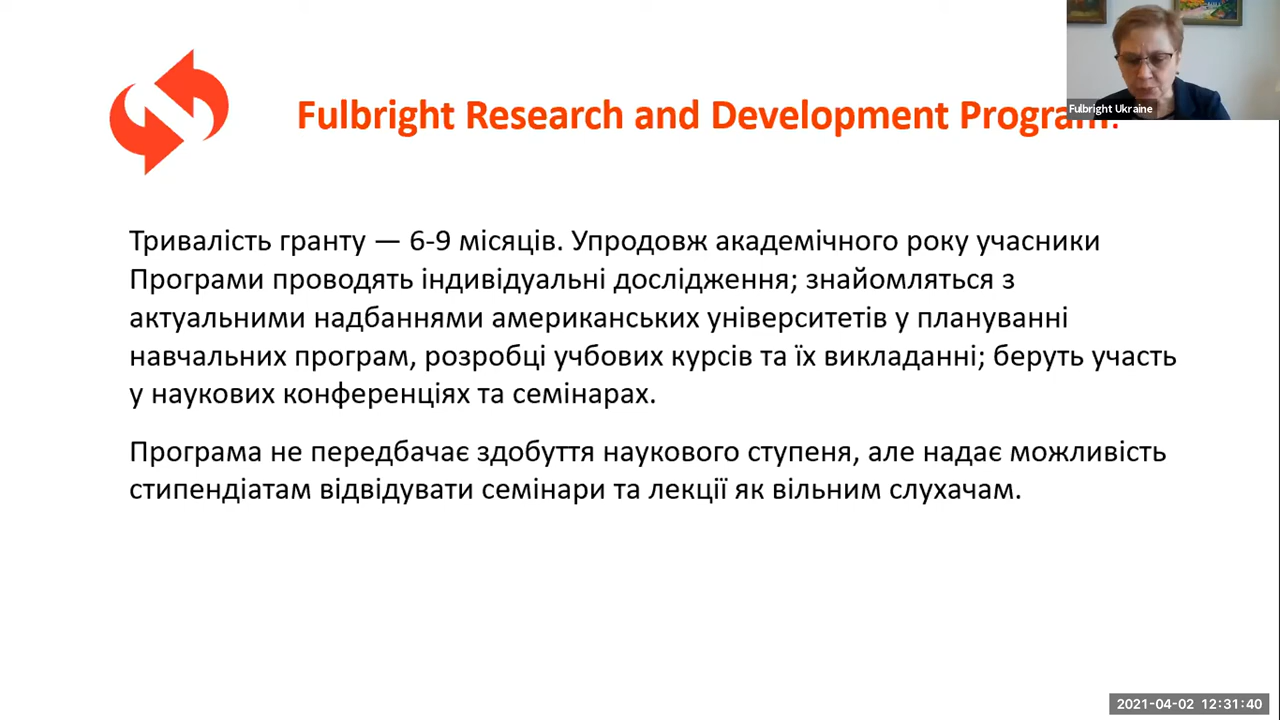 Fulbright Research and Development Program:
Fulbright Ukraine
Тривалість гранту — 6-9 місяців. Упродовж академічного року учасники
Програми проводять індивідуальні дослідження; знайомляться з
актуальними надбаннями американських університетів у плануванні
навчальних програм, розробці учбових курсів та їх викладанні; беруть участь
у наукових конференціях та семінарах.
Програма не передбачає здобуття наукового ступеня, але надає можливість
стипендіатам відвідувати семінари та лекції як вільним слухачам.
2021-04-02 12:31:40